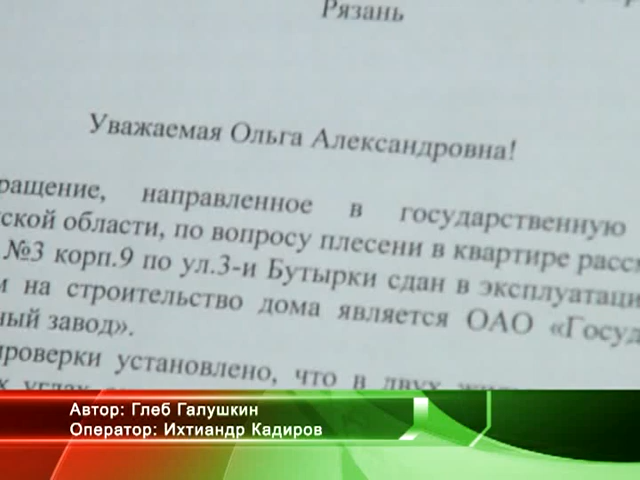 Рязань
Уважаемая Ольга Александровна!
ращение, направленное в государственную
ской области, по вопросу плесени в квартире расс
№3 корп.9 по ул.3-и Бутырки сдан в эксплуатаци
м на строительство дома является ОАО «Госуд
ный завод».
проверки установлено, что в двух
х углах
Автор: Глеб Галушкин
Оператор: Ихтиандр Кадиров